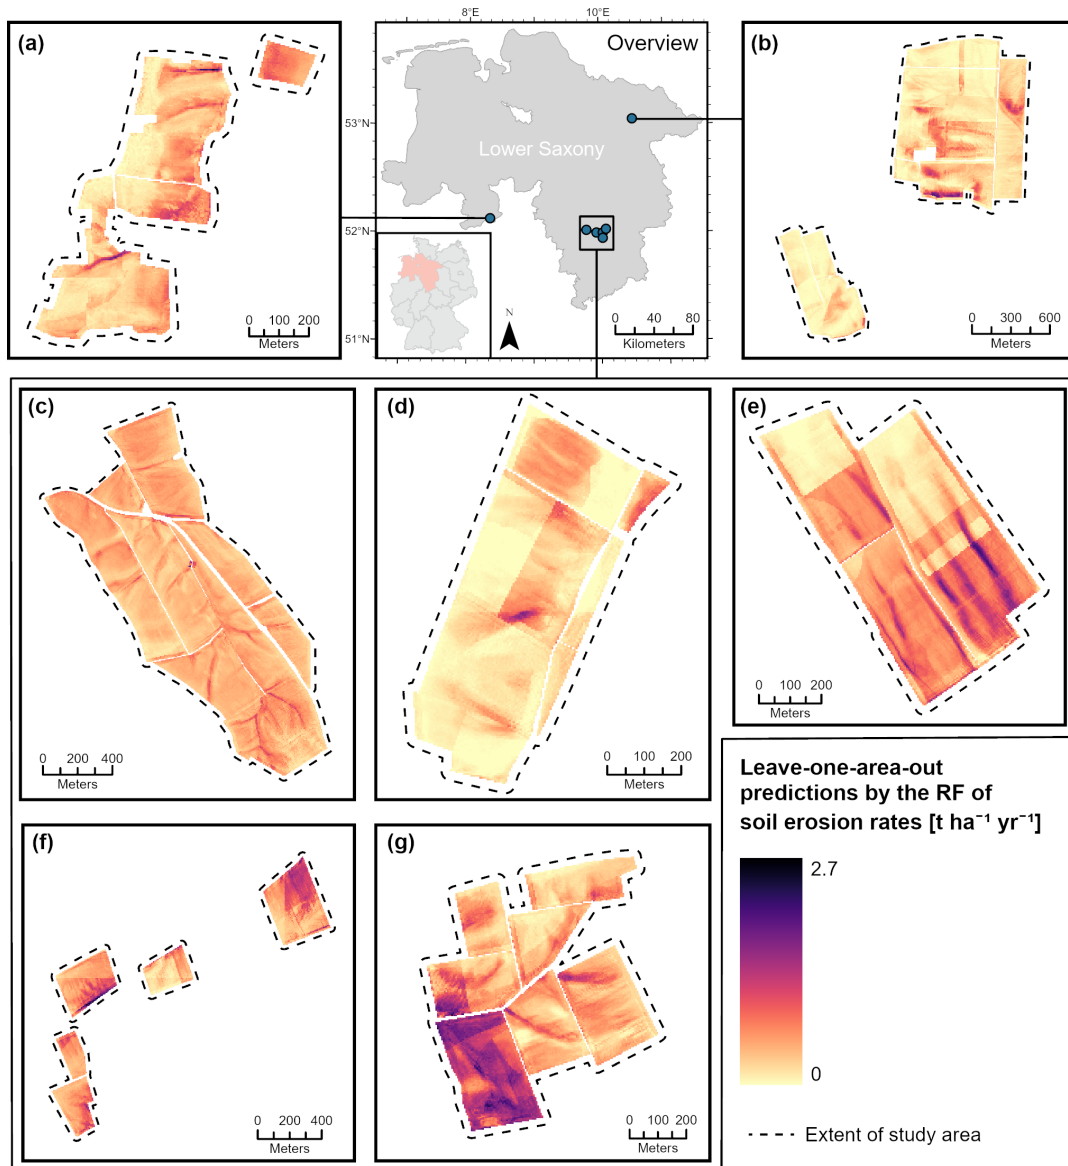 (a)
0 100 200
Meters
8°E
10°E
Overview
53°N
52°N
51°N
Lower Saxony
N
0 40 80
Kilometers
(b)
0 300 600
Meters
(c)
0 200 400
Meters
(d)
0 100 200
Meters
(e)
0 100 200
Meters
(f)
0 200 400
Meters
(g)
0 100 200
Meters
Leave-one-area-out
predictions by the RF of
soil erosion rates [t ha⁻¹ yr⁻¹]
2.7
0
Extent of study area